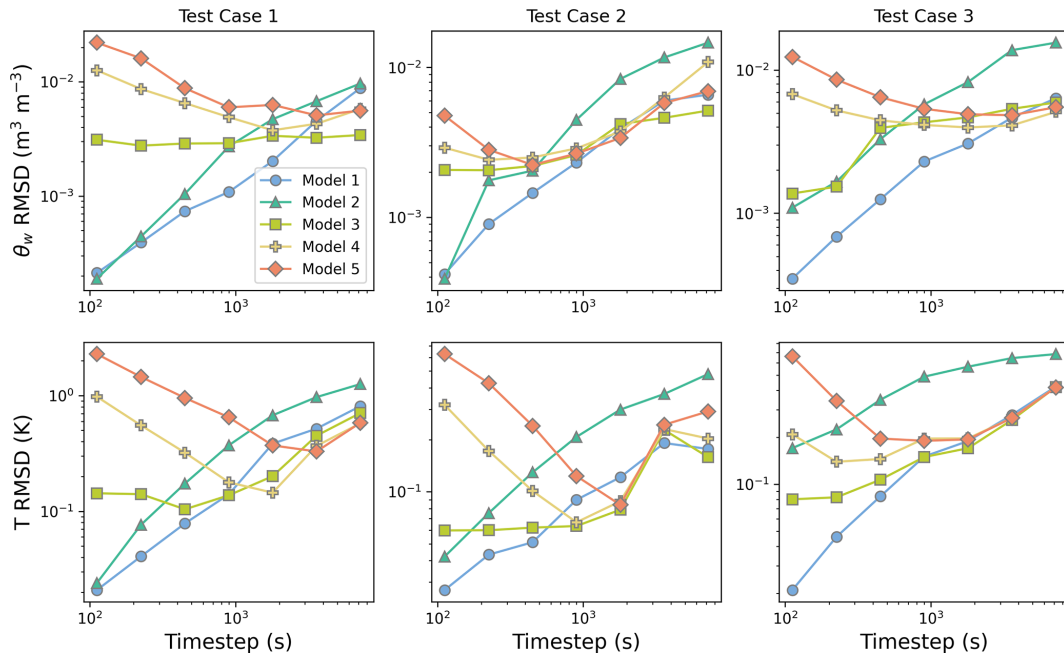 Test Case 1
Test Case 2
Test Case 3
θ_w RMSD (m³ m⁻³)
10⁻²
10⁻³
10² 10³
Model 1
Model 2
Model 3
Model 4
Model 5
10⁻²
10⁻³
10² 10³
10⁻²
10⁻³
10² 10³
T RMSD (K)
10⁰
10⁻¹
10² 10³
Timestep (s)
10⁻¹
10² 10³
Timestep (s)
10⁻¹
10² 10³
Timestep (s)